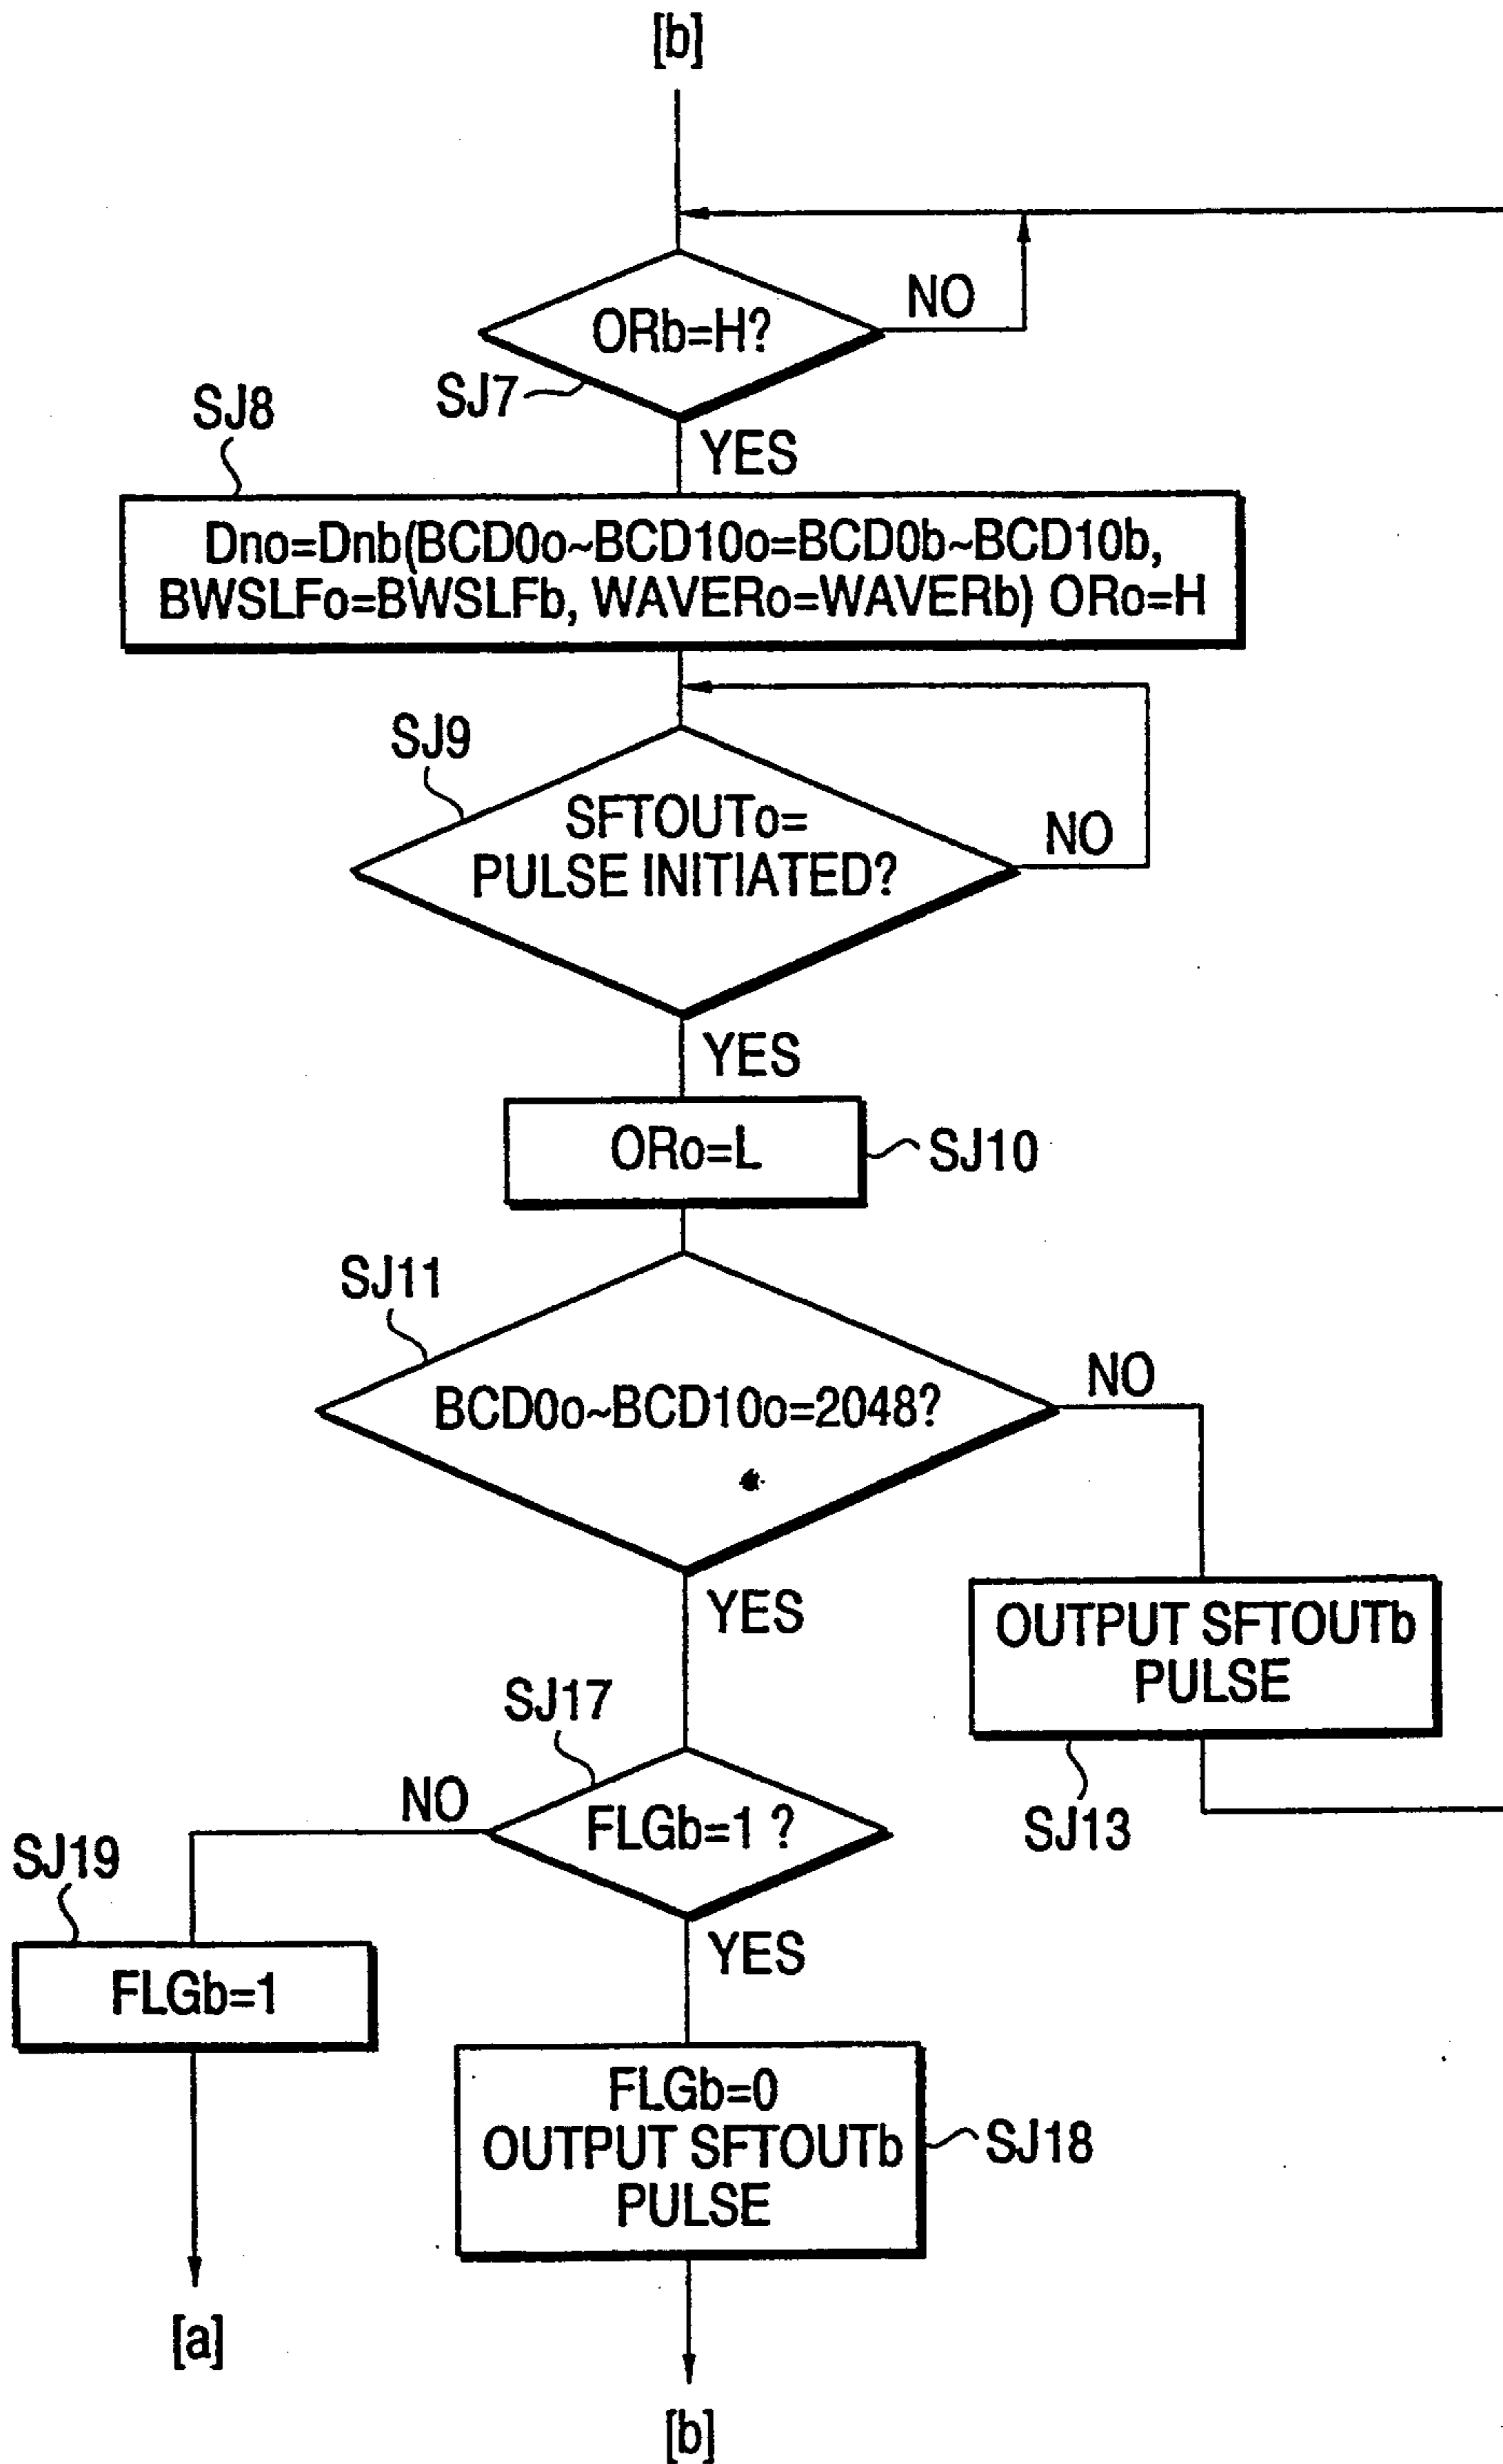 [b]
ORb=H?
NO
SJ7
YES
SJ8
Dno=Dnb(BCD0o~BCD10o=BCD0b~BCD10b,
BWSLFo=BWSLFb, WAVERo=WAVERb) ORo=H
SJ9
SFTOUTo=
PULSE INITIATED?
NO
YES
ORo=L
SJ10
SJ11
BCD0o~BCD10o=2048?
NO
YES
OUTPUT SFTOUTb
PULSE
SJ13
SJ17
FLGb=1 ?
NO
SJ19
FLGb=1
YES
FLGb=0
OUTPUT SFTOUTb
PULSE
SJ18
[a]
[b]